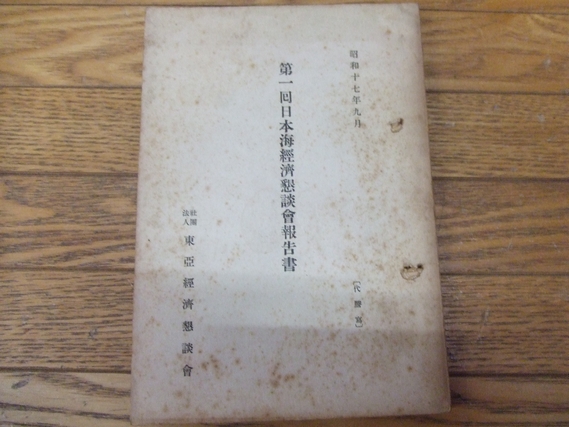 昭和十七年九月
第一回日本海經濟懇談會報告書
〔代謄寫〕
社團法人 東亞經濟懇談會